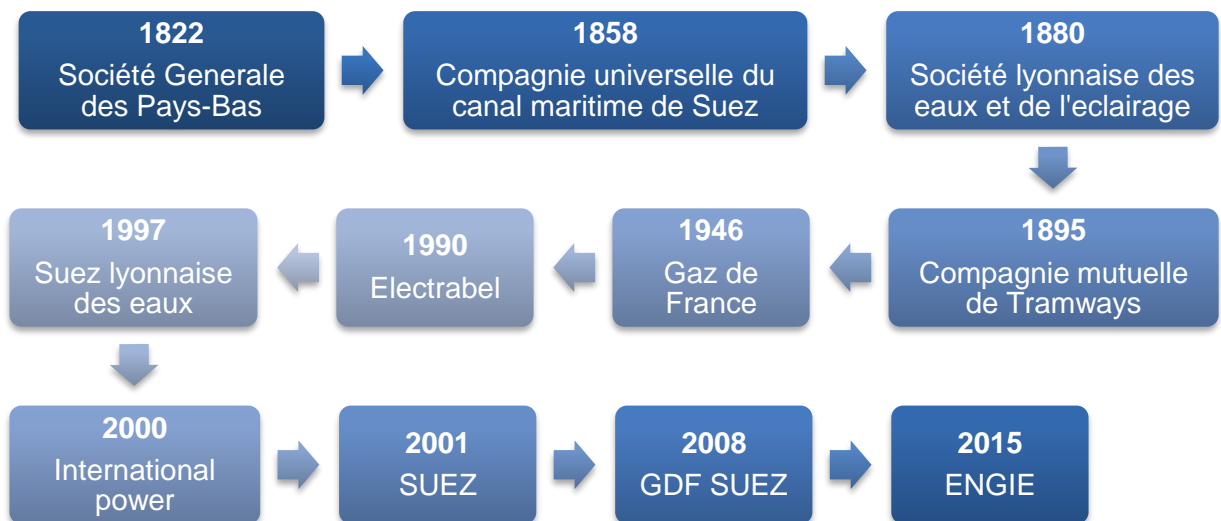 1822
Société Generale
des Pays-Bas
1858
Compagnie universelle du
canal maritime de Suez
1880
Société lyonnaise des
eaux et de l'eclairage
1895
Compagnie mutuelle
de Tramways
1946
Gaz de
France
1990
Electrabel
1997
Suez lyonnaise
des eaux
2000
International
power
2001
SUEZ
2008
GDF SUEZ
2015
ENGIE